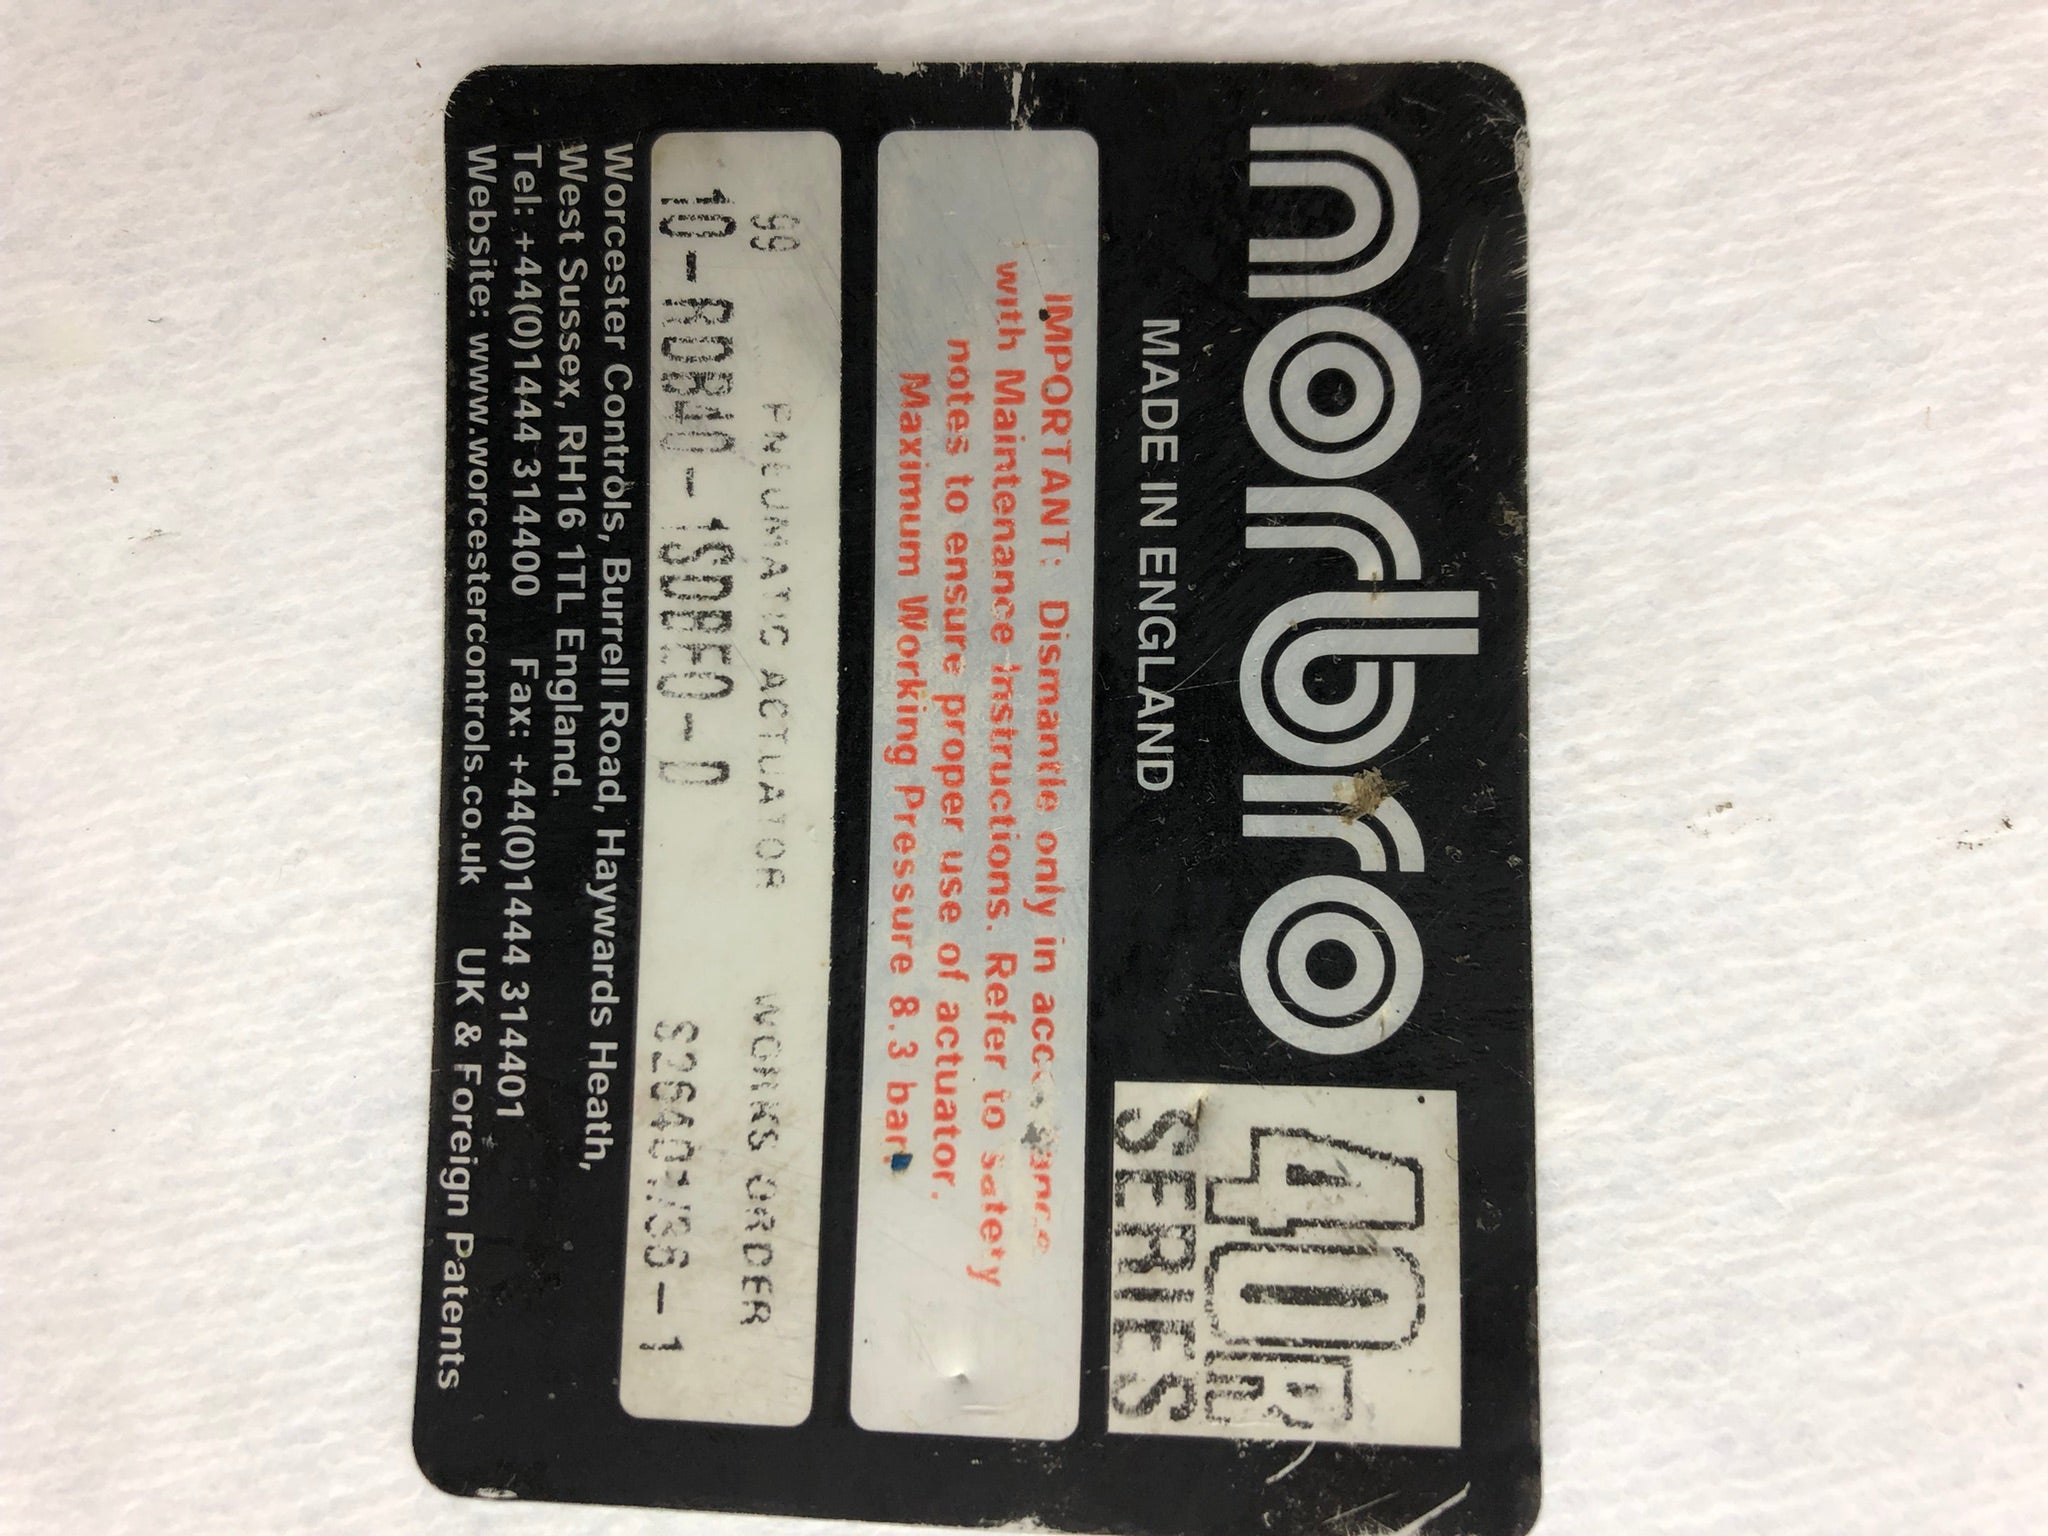 norbro
MADE IN ENGLAND
40R
SERIES
IMPORTANT: Dismantle only in accordance
with Maintenance Instructions. Refer to safety
notes to ensure proper use of actuator.
Maximum Working Pressure 8.3 bar.
99 PNEUMATIC ACTUATOR WORKS ORDER
10-RDR40-
Worcester Controls, Burrell Road, Haywards Heath,
West Sussex, RH16 1TL England.
Tel: +44(0)1444 314400 Fax: +44(0)1444 314401
Website: www.worcestercontrols.co.uk UK & Foreign Patents